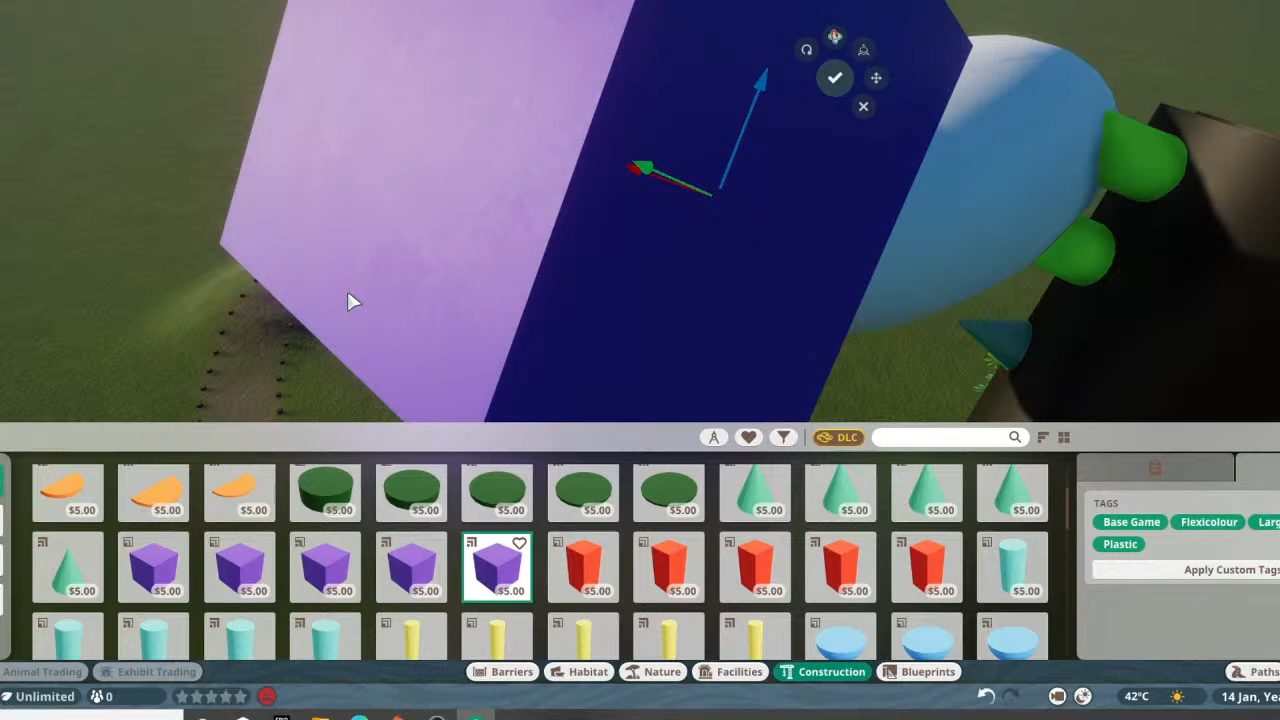 DLC
$5.00 $5.00 $5.00 $5.00 $5.00 $5.00 $5.00 $5.00 $5.00 $5.00 $5.00 $5.00
TAGS
Base Game Flexicolour Larg
Plastic
$5.00 $5.00 $5.00 $5.00 $5.00 $5.00 $5.00 $5.00 $5.00 $5.00 $5.00 $5.00
Apply Custom Tags
Animal Trading Exhibit Trading Barriers Habitat Nature Facilities Construction Blueprints Paths
Unlimited 0 42°C 14 Jan, Yea